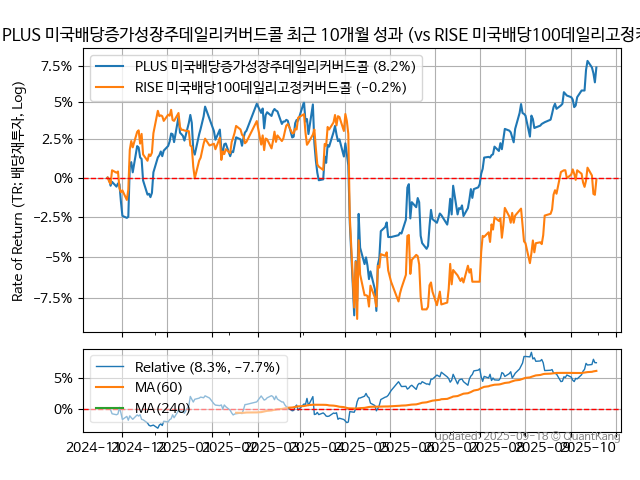 PLUS 미국배당증가성장주데일리커버드콜 최근 10개월 성과 (vs RISE 미국배당100데일리고정커
Rate of Return (TR: 배당재투자, Log)
7.5%
5%
2.5%
0%
−2.5%
−5%
−7.5%
PLUS 미국배당증가성장주데일리커버드콜 (8.2%)
RISE 미국배당100데일리고정커버드콜 (−0.2%)
5%
0%
Relative (8.3%, −7.7%)
MA(60)
MA(240)
updated: 2025-09-18 © QuantKang
2024-11 2024-12 2025-01 2025-02 2025-03 2025-04 2025-05 2025-06 2025-07 2025-08 2025-09 2025-10